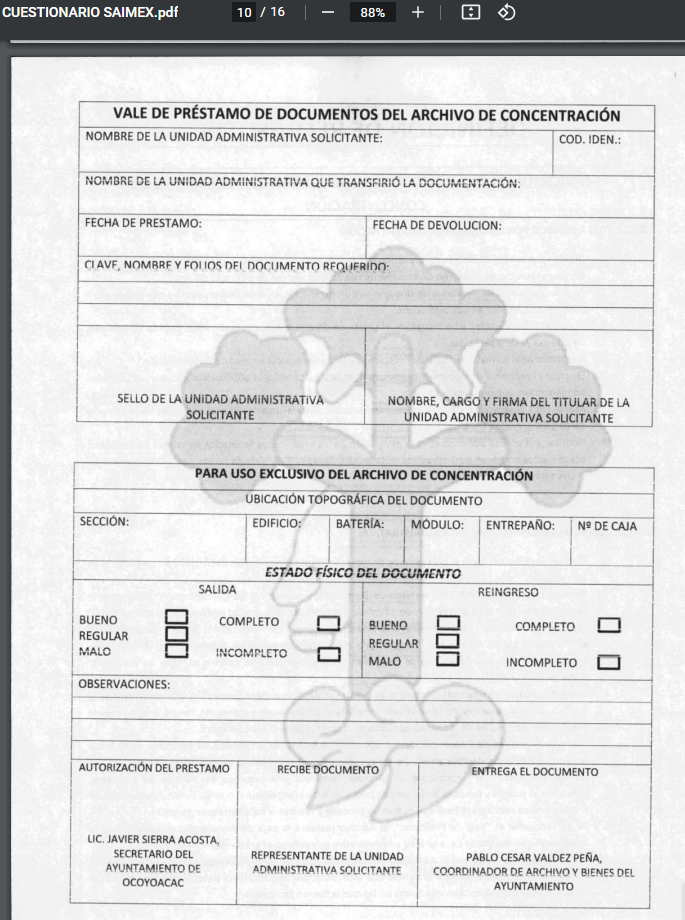 CUESTIONARIO SAIMEX.pdf
10 / 16
88%
VALE DE PRÉSTAMO DE DOCUMENTOS DEL ARCHIVO DE CONCENTRACIÓN
NOMBRE DE LA UNIDAD ADMINISTRATIVA SOLICITANTE:
COD. IDEN.:
NOMBRE DE LA UNIDAD ADMINISTRATIVA QUE TRANSFIRIÓ LA DOCUMENTACIÓN:
FECHA DE PRESTAMO:
FECHA DE DEVOLUCION:
CLAVE, NOMBRE Y FOLIOS DEL DOCUMENTO REQUERIDO:
SELLO DE LA UNIDAD ADMINISTRATIVA
SOLICITANTE
NOMBRE, CARGO Y FIRMA DEL TITULAR DE LA
UNIDAD ADMINISTRATIVA SOLICITANTE
PARA USO EXCLUSIVO DEL ARCHIVO DE CONCENTRACIÓN
UBICACIÓN TOPOGRÁFICA DEL DOCUMENTO
SECCIÓN:
EDIFICIO:
BATERÍA:
MÓDULO:
ENTREPAÑO:
Nº DE CAJA
ESTADO FÍSICO DEL DOCUMENTO
SALIDA
REINGRESO
BUENO
COMPLETO
REGULAR
MALO
INCOMPLETO
BUENO
COMPLETO
REGULAR
MALO
INCOMPLETO
OBSERVACIONES:
AUTORIZACIÓN DEL PRESTAMO
RECIBE DOCUMENTO
ENTREGA EL DOCUMENTO
LIC. JAVIER SIERRA ACOSTA,
SECRETARIO DEL
AYUNTAMIENTO DE
OCOYOACAC
REPRESENTANTE DE LA UNIDAD
ADMINISTRATIVA SOLICITANTE
PABLO CESAR VALDEZ PEÑA,
COORDINADOR DE ARCHIVO Y BIENES DEL
AYUNTAMIENTO